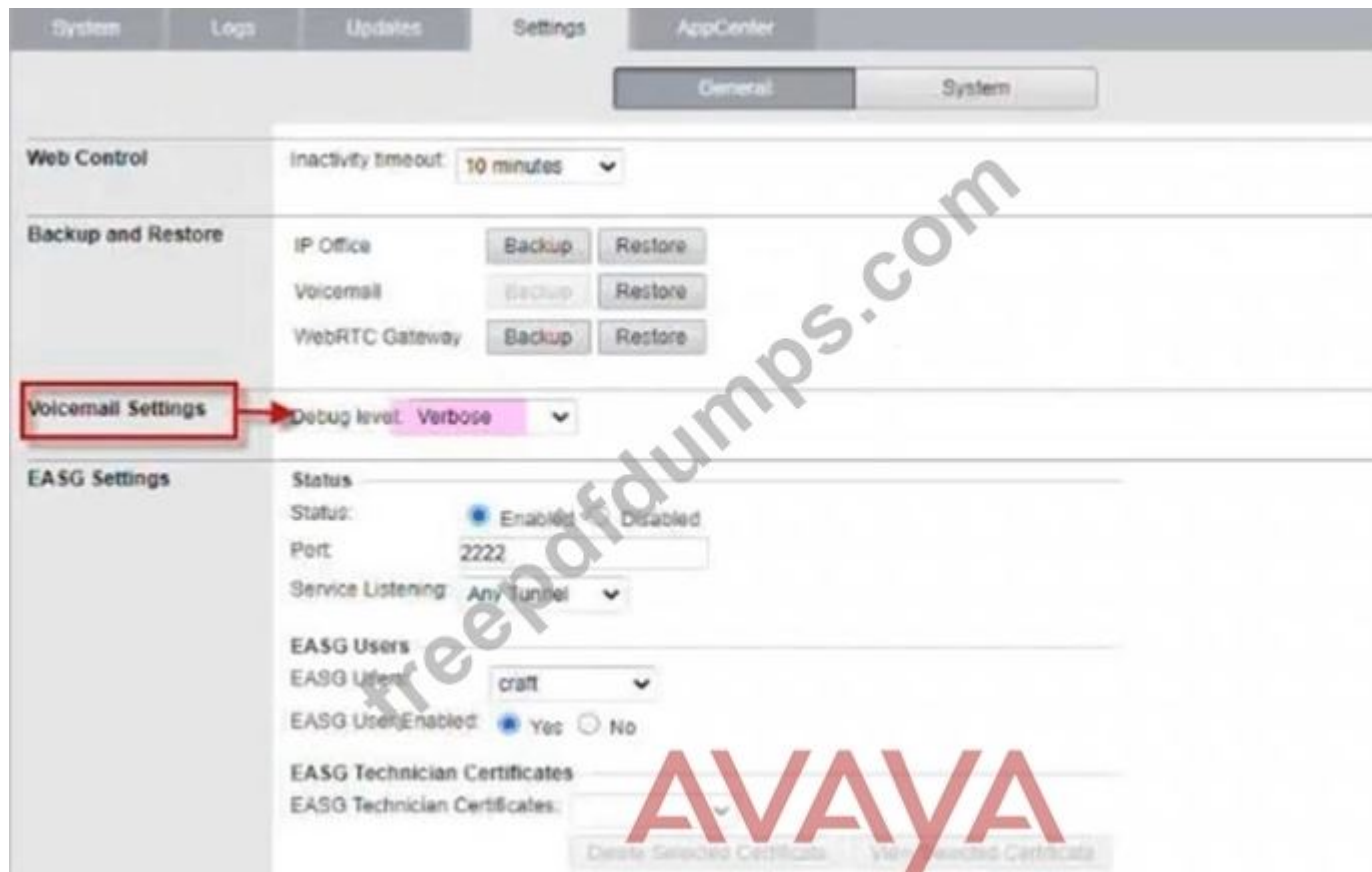 System Logs Updates Settings AppCenter
General System
Web Control Inactivity timeout: 10 minutes
Backup and Restore IP Office Backup Restore
Voicemail Backup Restore
WebRTC Gateway Backup Restore
Voicemail Settings Debug level: Verbose
EASG Settings Status
Status: Enabled Disabled
Port: 2222
Service Listening: Any Tunnel
EASG Users
EASG Users: craft
EASG User Enabled: Yes No
EASG Technician Certificates
EASG Technician Certificates:
Delete Selected Certificate View Selected Certificate
freepdfdumps.com
AVAYA